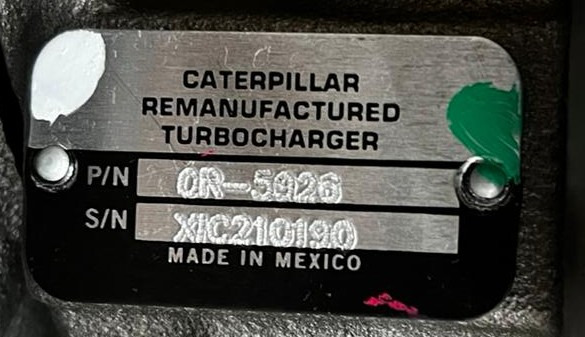 CATERPILLAR
REMANUFACTURED
TURBOCHARGER
P/N 0R-5926
S/N XIC210190
MADE IN MEXICO